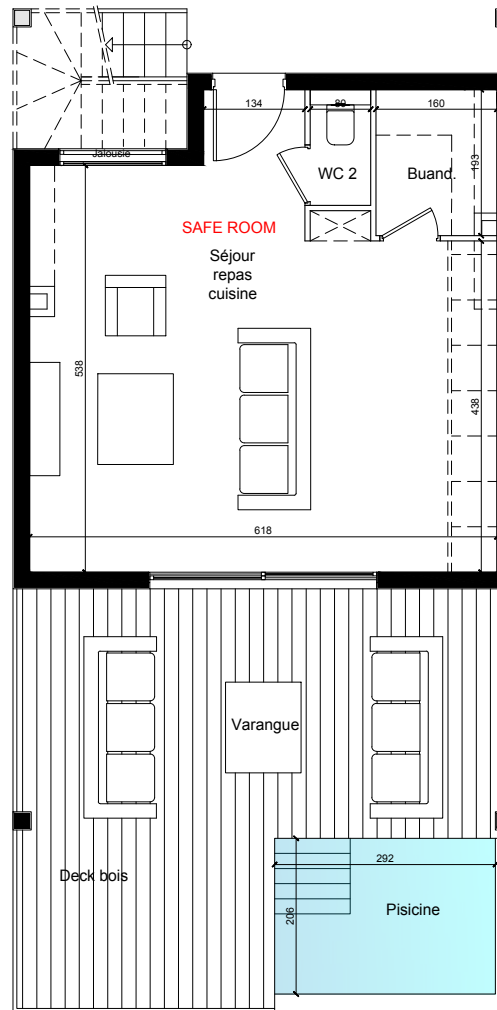 134
80
160
Jalousie
WC 2
Buand.
193
SAFE ROOM
Séjour
repas
cuisine
538
438
618
Varangue
Deck bois
292
206
Pisicine